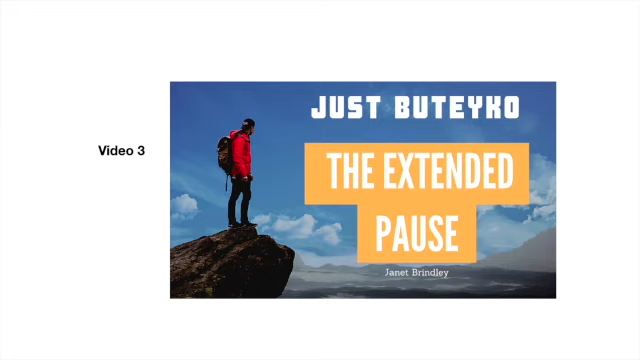 Video 3
JUST BUTEYKO
THE EXTENDED
PAUSE
Janet Brindley